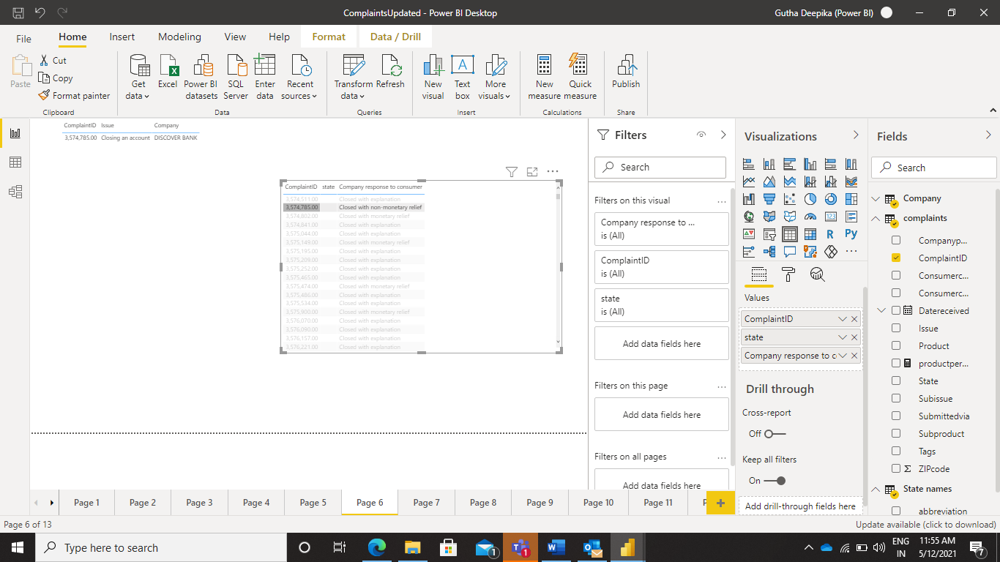 ComplaintsUpdated - Power BI Desktop
Gutha Deepika (Power BI)
File Home Insert Modeling View Help Format Data / Drill
Paste
Cut
Copy
Format painter
Clipboard
Get data
Excel
Power BI datasets
SQL Server
Enter data
Recent sources
Data
Transform data
Refresh
Queries
New visual
Text box
More visuals
Insert
New measure
Quick measure
Calculations
Publish
Share
ComplaintID Issue Company
3,574,785.00 Closing an account DISCOVER BANK
ComplaintID state Company response to consumer
3,574,511.00 Closed with explanation
3,574,785.00 Closed with non-monetary relief
3,574,802.00 Closed with monetary relief
3,574,841.00 Closed with explanation
3,575,044.00 Closed with explanation
3,575,149.00 Closed with monetary relief
3,575,195.00 Closed with explanation
3,575,209.00 Closed with explanation
3,575,252.00 Closed with explanation
3,575,465.00 Closed with explanation
3,575,474.00 Closed with monetary relief
3,575,486.00 Closed with explanation
3,575,534.00 Closed with explanation
3,575,900.00 Closed with monetary relief
3,576,070.00 Closed with explanation
3,576,090.00 Closed with explanation
3,576,157.00 Closed with explanation
3,576,221.00 Closed with explanation
Filters
Search
Filters on this visual
Company response to ...
is (All)
ComplaintID
is (All)
state
is (All)
Add data fields here
Filters on this page
Add data fields here
Filters on all pages
Add data fields here
Visualizations
123
R
Py
Values
ComplaintID
state
Company response to c
Drill through
Cross-report
Off
Keep all filters
On
Add drill-through fields here
Fields
Search
Company
complaints
Companyp...
ComplaintID
Consumerc...
Consumerc...
Datereceived
Issue
Product
productper...
State
Subissue
Submittedvia
Subproduct
Tags
ZIPcode
State names
abbreviation
Page 1 Page 2 Page 3 Page 4 Page 5 Page 6 Page 7 Page 8 Page 9 Page 10 Page 11
Page 6 of 13
Update available (click to download)
Type here to search
1
1
ENG
IN
11:55 AM
5/12/2021
7